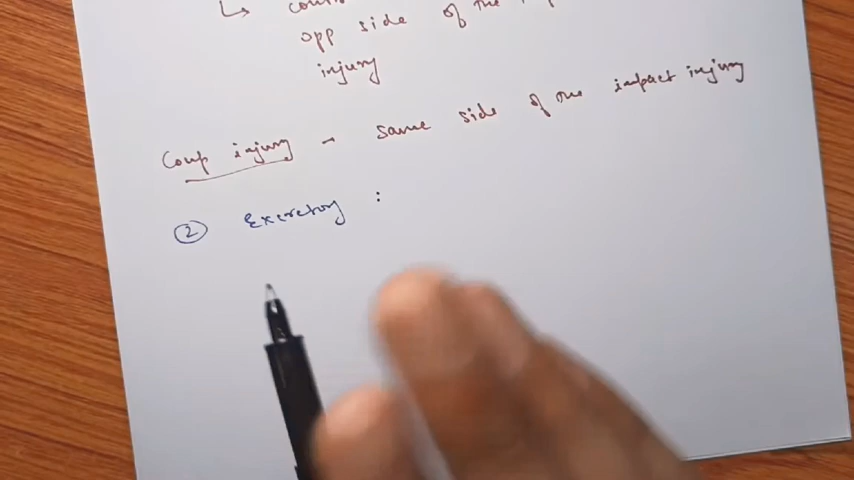 opp side of the
injury
Coup injury - same side of the impact injury
② Excretory :